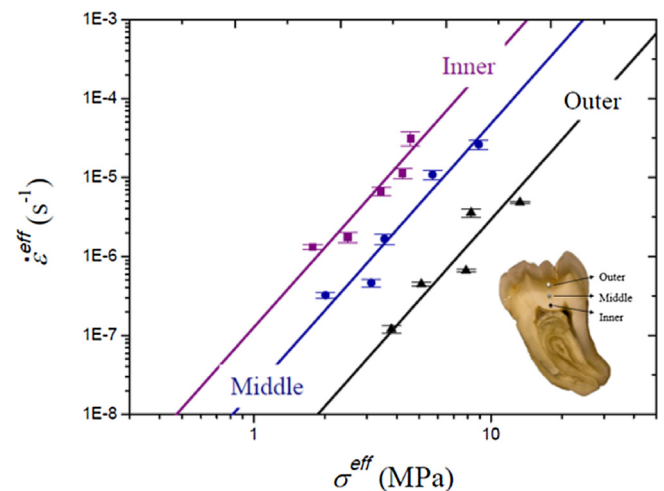 1E-3
1E-4
1E-5
1E-6
1E-7
1E-8
ε̇^eff (s⁻¹)
Inner
Outer
Middle
Outer
Middle
Inner
1
10
σ^eff (MPa)